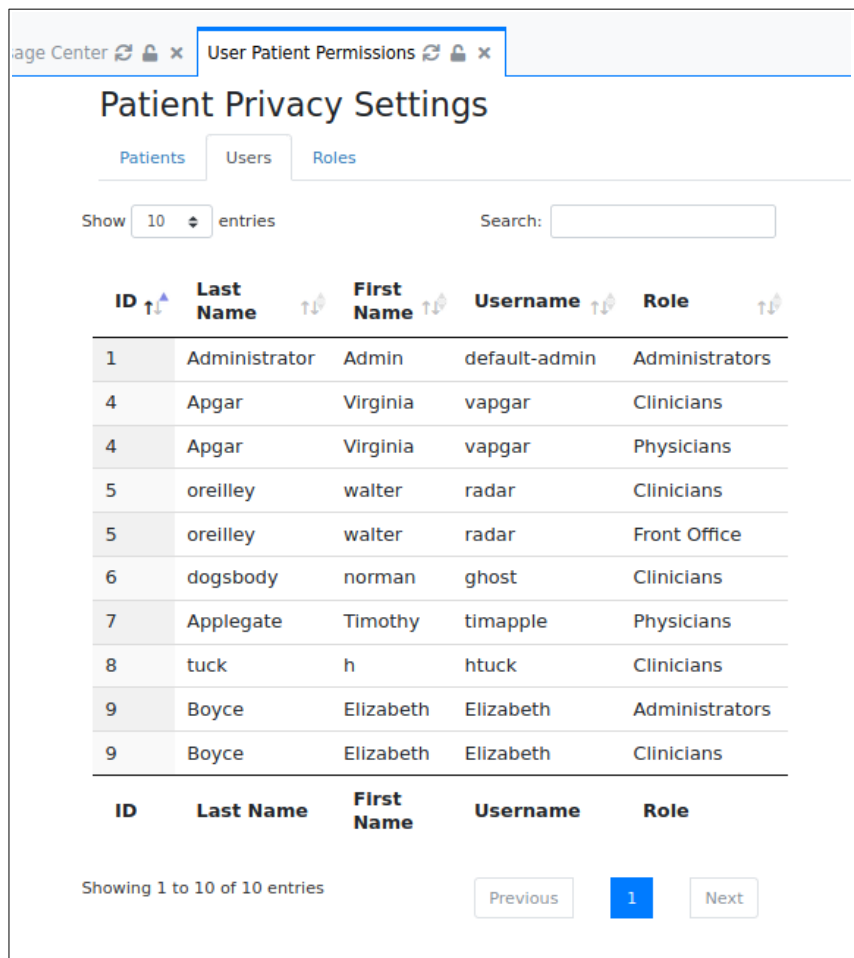 age Center User Patient Permissions
Patient Privacy Settings
Patients Users Roles
Show 10 entries Search:
ID Last Name First Name Username Role
1 Administrator Admin default-admin Administrators
4 Apgar Virginia vapgar Clinicians
4 Apgar Virginia vapgar Physicians
5 oreilley walter radar Clinicians
5 oreilley walter radar Front Office
6 dogsbody norman ghost Clinicians
7 Applegate Timothy timapple Physicians
8 tuck h htuck Clinicians
9 Boyce Elizabeth Elizabeth Administrators
9 Boyce Elizabeth Elizabeth Clinicians
ID Last Name First Name Username Role
Showing 1 to 10 of 10 entries Previous 1 Next